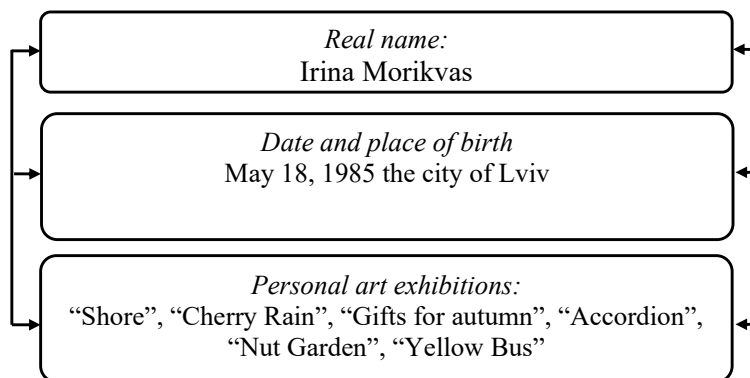 Real name:
Irina Morikvas
Date and place of birth
May 18, 1985 the city of Lviv
Personal art exhibitions:
“Shore”, “Cherry Rain”, “Gifts for autumn”, “Accordion”,
“Nut Garden”, “Yellow Bus”